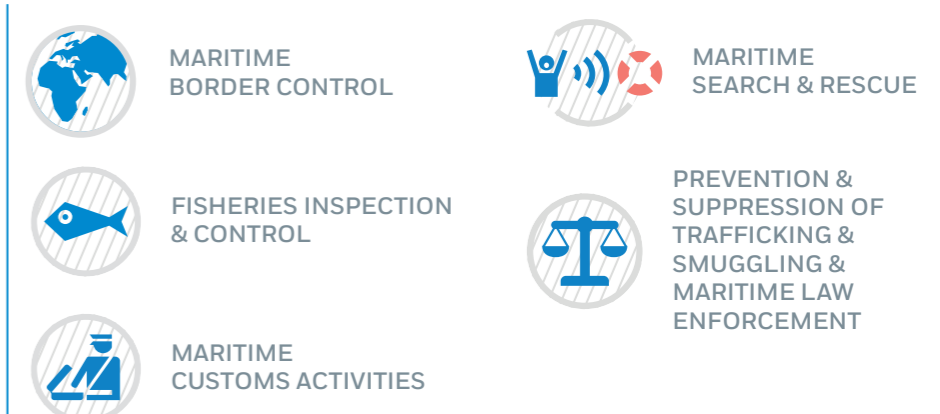 MARITIME
BORDER CONTROL
FISHERIES INSPECTION
& CONTROL
MARITIME
CUSTOMS ACTIVITIES
MARITIME
SEARCH & RESCUE
PREVENTION &
SUPPRESSION OF
TRAFFICKING &
SMUGGLING &
MARITIME LAW
ENFORCEMENT